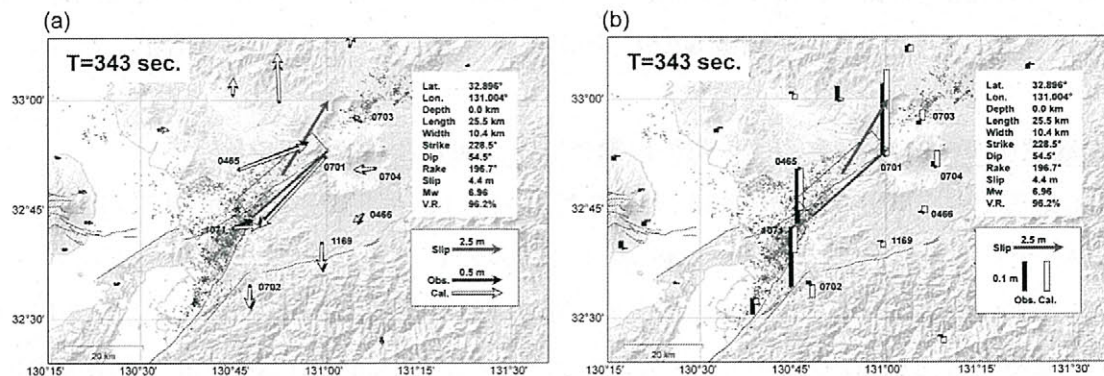 (a)
T=343 sec.
Lat. 32.896°
Lon. 131.004°
Depth 0.0 km
Length 25.5 km
Width 10.4 km
Strike 228.5°
Dip 54.5°
Rake 196.7°
Slip 4.4 m
Mw 6.96
V.R. 96.2%
33°00'
32°45'
32°30'
0703
0465
0701
0704
0466
1071
1169
0702
2.5 m
Slip
0.5 m
Obs.
Cal.
20 km
130°15' 130°30' 130°45' 131°00' 131°15' 131°30'
(b)
T=343 sec.
Lat. 32.896°
Lon. 131.004°
Depth 0.0 km
Length 25.5 km
Width 10.4 km
Strike 228.5°
Dip 54.5°
Rake 196.7°
Slip 4.4 m
Mw 6.96
V.R. 96.2%
33°00'
32°45'
32°30'
0703
0465
0701
0704
0466
1071
1169
0702
2.5 m
Slip
0.1 m
Obs. Cal.
20 km
130°15' 130°30' 130°45' 131°00' 131°15' 131°30'